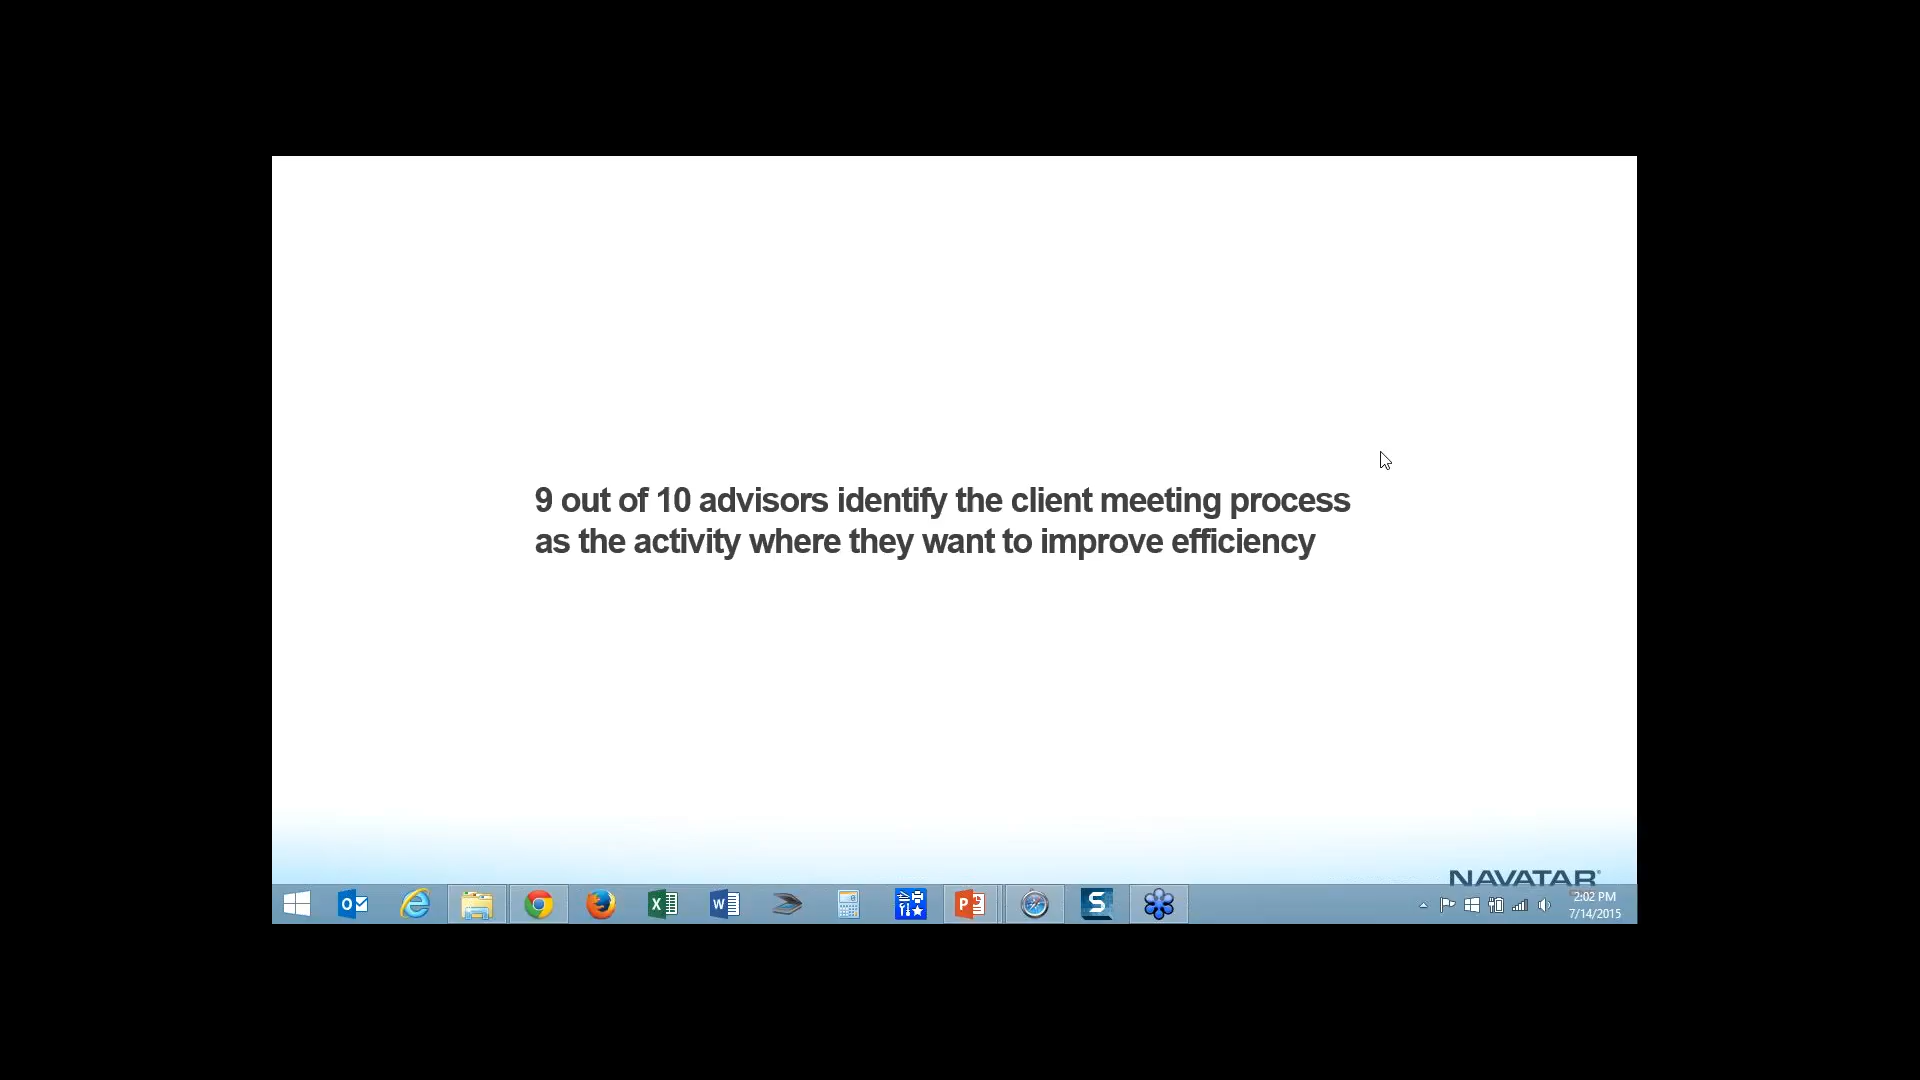 9 out of 10 advisors identify the client meeting process
as the activity where they want to improve efficiency
NAVATAR®
2:02 PM
7/14/2015